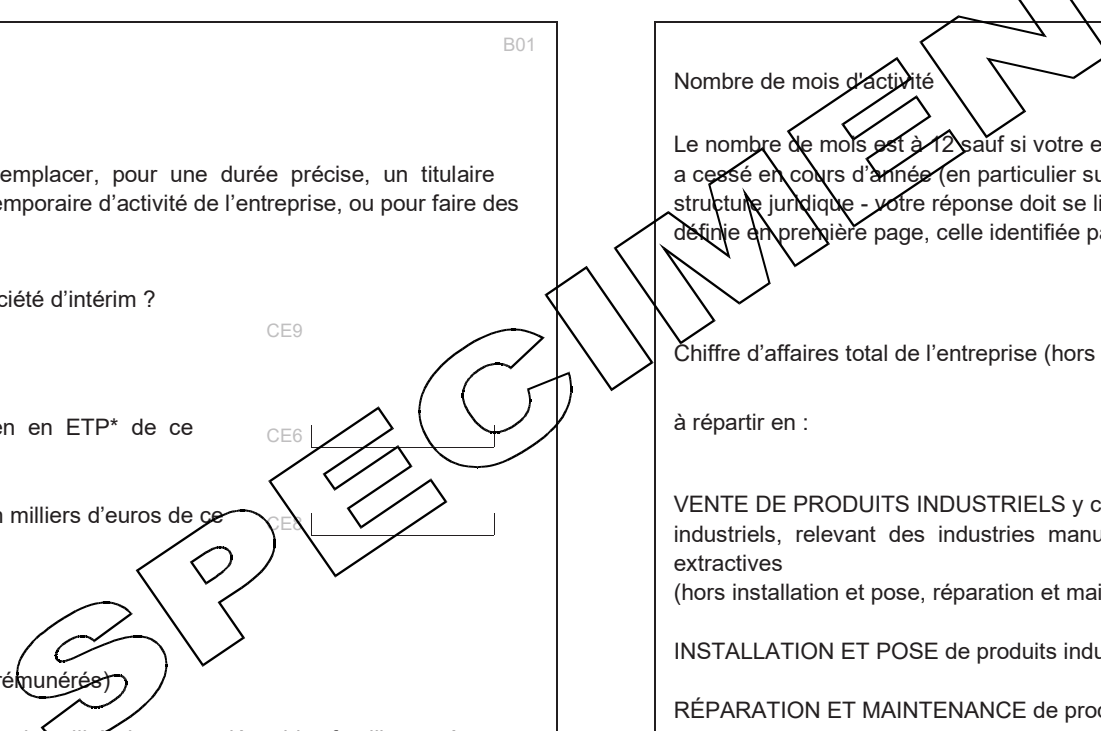 B01
emplacer, pour une durée précise, un titulaire
emporaire d'activité de l'entreprise, ou pour faire des
ciété d'intérim ?
CE9
en en ETP* de ce
CE6
n milliers d'euros de ce
CE8
rémunérés)
Nombre de mois d'activité
Le nombre de mois est à 12 sauf si votre e
a cessé en cours d'année (en particulier su
structure juridique - votre réponse doit se li
définie en première page, celle identifiée pa
Chiffre d'affaires total de l'entreprise (hors
à répartir en :
VENTE DE PRODUITS INDUSTRIELS y c
industriels, relevant des industries manu
extractives
(hors installation et pose, réparation et mai
INSTALLATION ET POSE de produits indu
RÉPARATION ET MAINTENANCE de proc
SPECIMEN